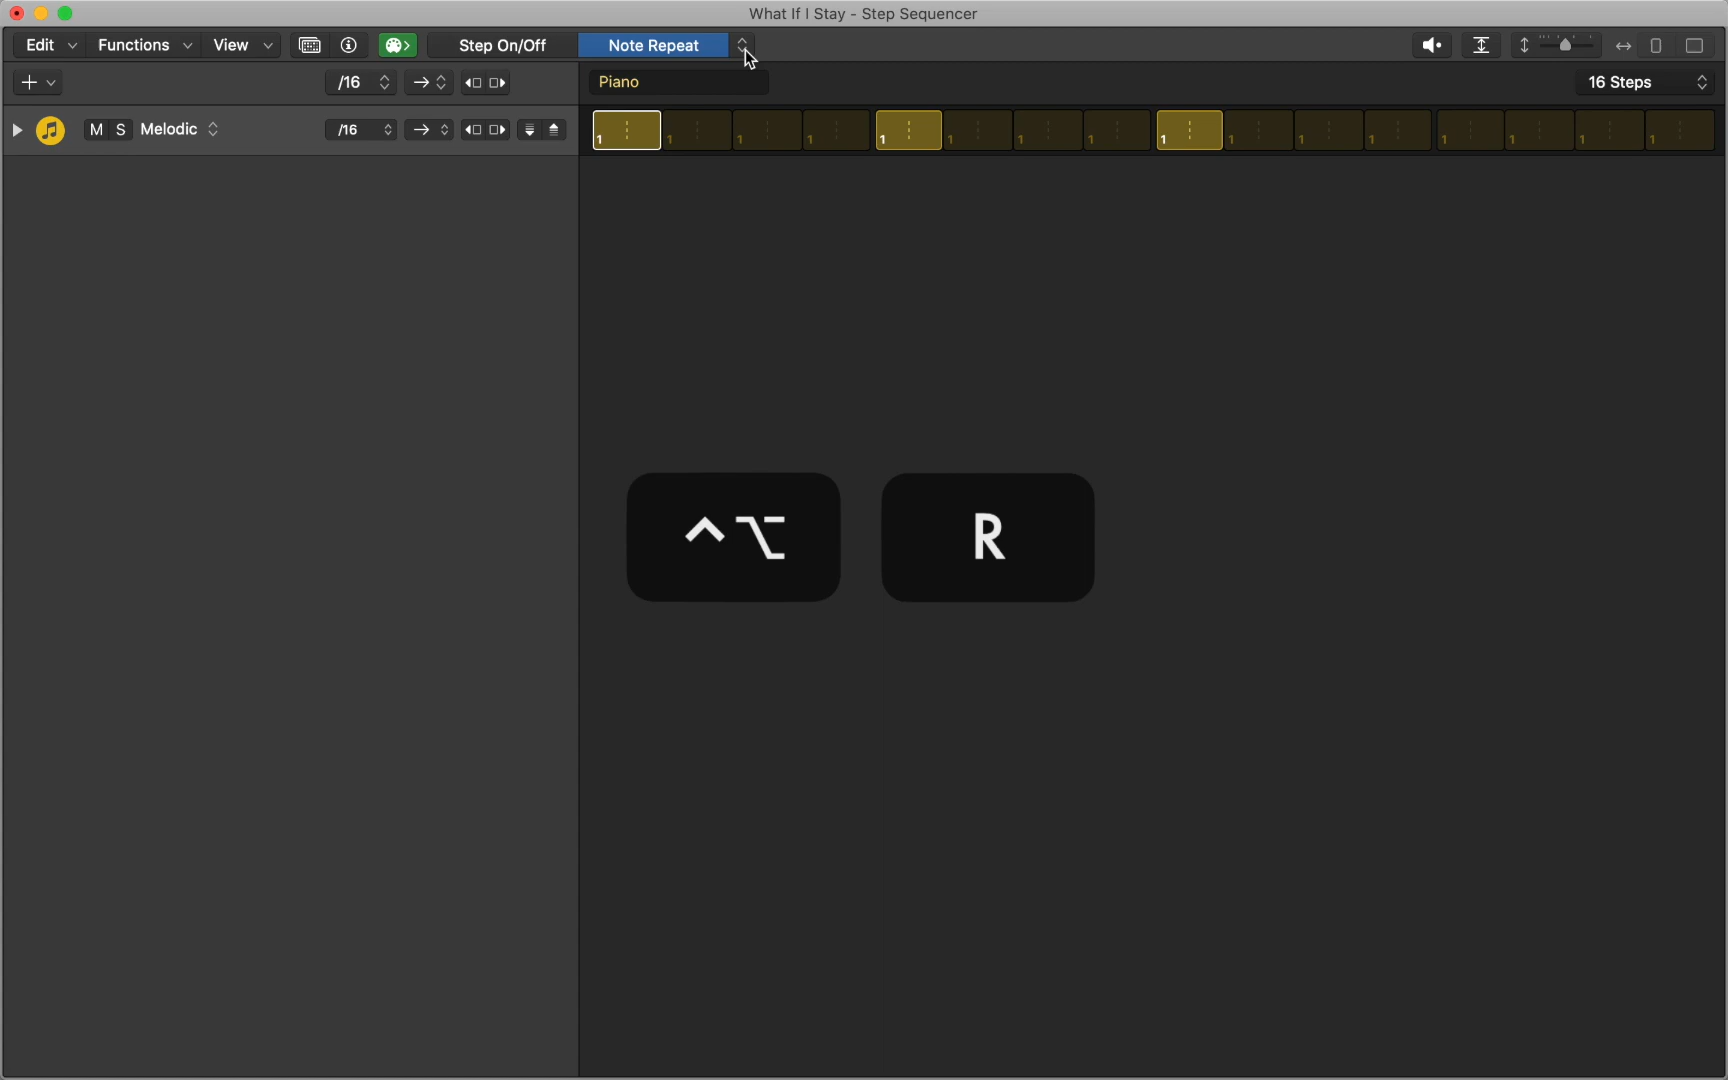 What If I Stay - Step Sequencer
Edit Functions View Step On/Off Note Repeat
/16 Piano 16 Steps
M S Melodic /16 1 1 1 1 1 1 1 1 1 1 1 1 1 1 1 1
⌃⌥ R